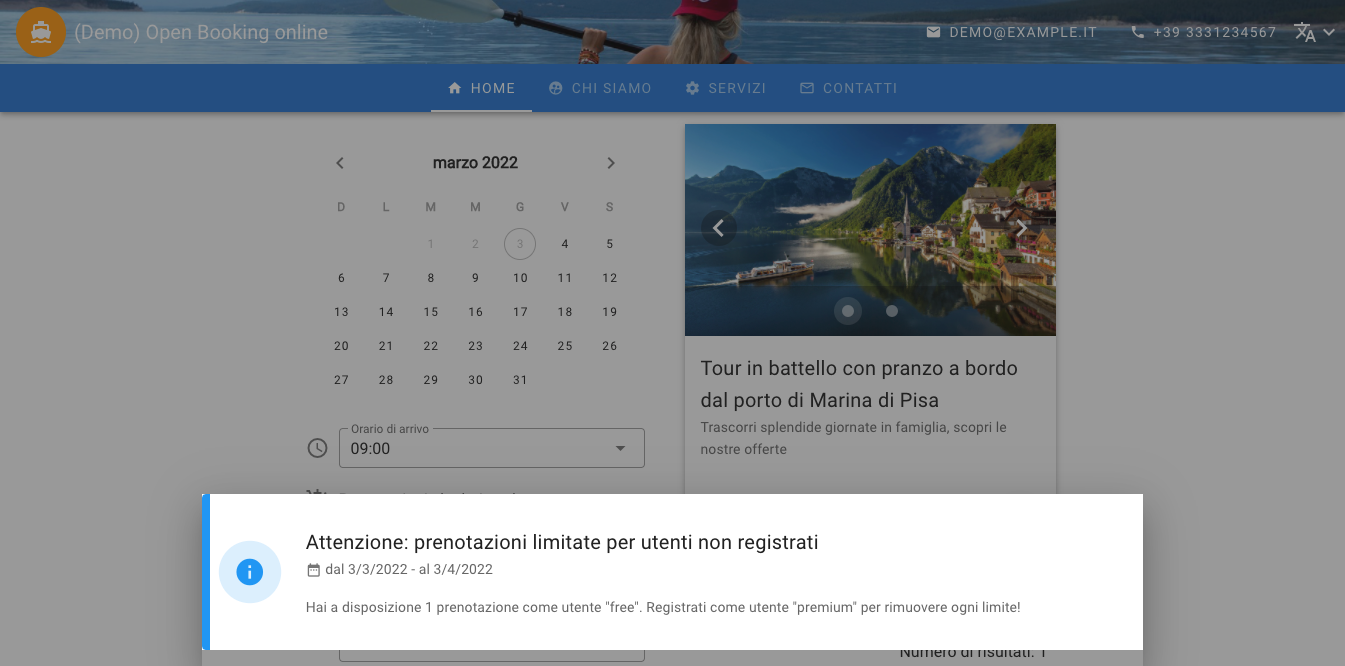 (Demo) Open Booking online
DEMO@EXAMPLE.IT
+39 3331234567
HOME
CHI SIAMO
SERVIZI
CONTATTI
marzo 2022
D L M M G V S
1 2 3 4 5
6 7 8 9 10 11 12
13 14 15 16 17 18 19
20 21 22 23 24 25 26
27 28 29 30 31
Orario di arrivo
09:00
Tour in battello con pranzo a bordo
dal porto di Marina di Pisa
Trascorri splendide giornate in famiglia, scopri le
nostre offerte
Attenzione: prenotazioni limitate per utenti non registrati
dal 3/3/2022 - al 3/4/2022
Hai a disposizione 1 prenotazione come utente "free". Registrati come utente "premium" per rimuovere ogni limite!
Numero di risultati: 1